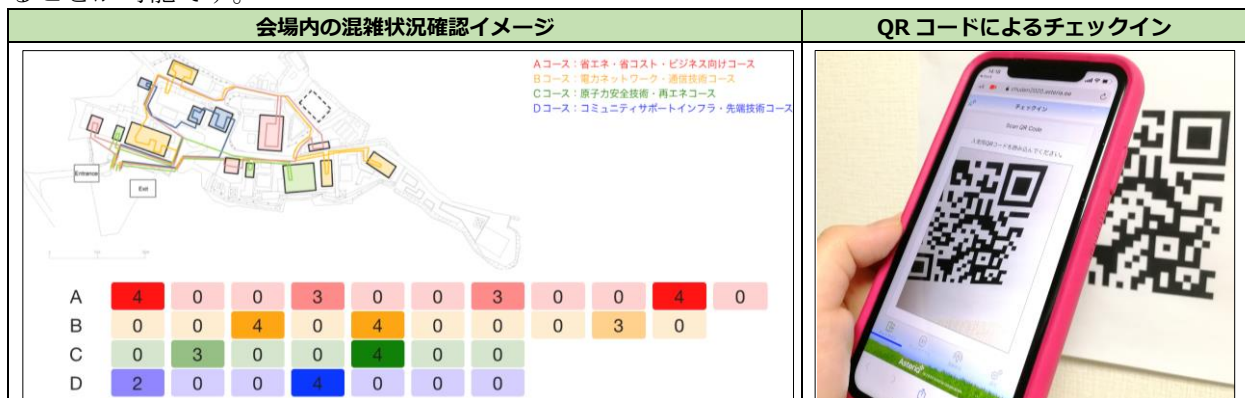 会場内の混雑状況確認イメージ
QR コードによるチェックイン
Aコース：省エネ・省コスト・ビジネス向けコース
Bコース：電力ネットワーク・通信技術コース
Cコース：原子力安全技術・再エネコース
Dコース：コミュニティサポートインフラ・先端技術コース
Entrance
Exit
A 4 0 0 3 0 0 3 0 0 4 0
B 0 0 4 0 4 0 0 0 3 0
C 0 3 0 0 4 0 0
D 2 0 0 4 0 0 0
チェックイン
Scan QR Code
Asteria